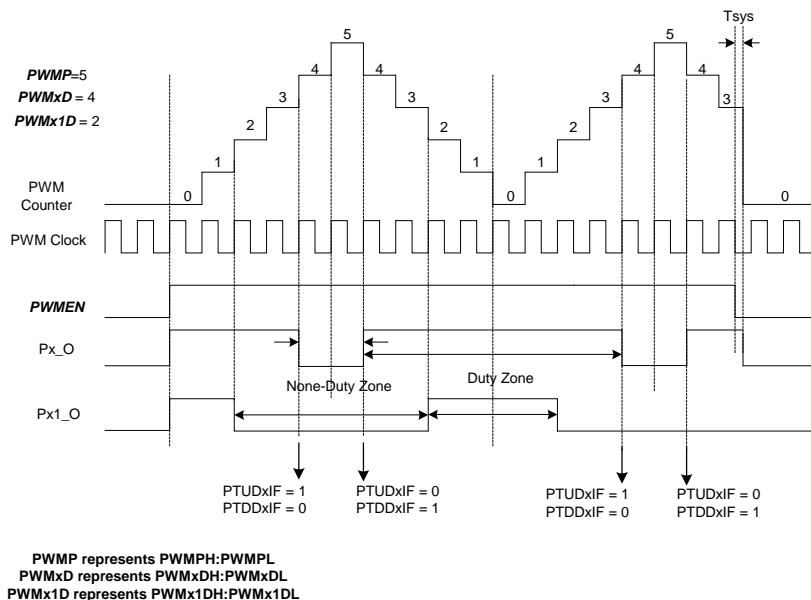 Tsys
5
5
PWMP=5
4
4
4
4
PWMxD = 4
3
3
3
3
PWMx1D = 2
2
2
2
1
1
1
PWM
Counter
0
0
0
PWM Clock
PWMEN
Px_O
None-Duty Zone
Duty Zone
Px1_O
PTUDxIF = 1
PTDDxIF = 0
PTUDxIF = 0
PTDDxIF = 1
PTUDxIF = 1
PTDDxIF = 0
PTUDxIF = 0
PTDDxIF = 1
PWMP represents PWMPH:PWMPL
PWMxD represents PWMxDH:PWMxDL
PWMx1D represents PWMx1DH:PWMx1DL